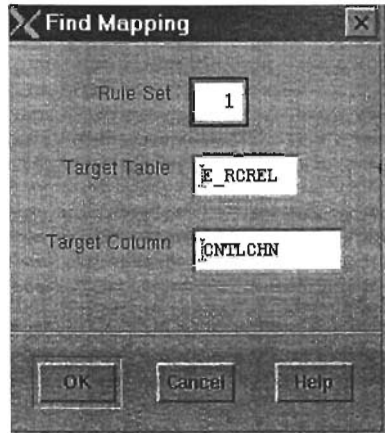 Find Mapping
Rule Set 1
Target Table E_RCREL
Target Column CNTLCHN
OK Cancel Help